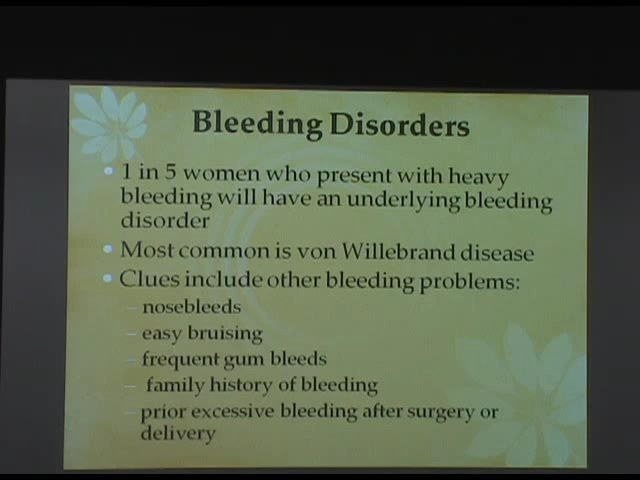 Bleeding Disorders
• 1 in 5 women who present with heavy
bleeding will have an underlying bleeding
disorder
• Most common is von Willebrand disease
• Clues include other bleeding problems:
– nosebleeds
– easy bruising
– frequent gum bleeds
– family history of bleeding
– prior excessive bleeding after surgery or
delivery